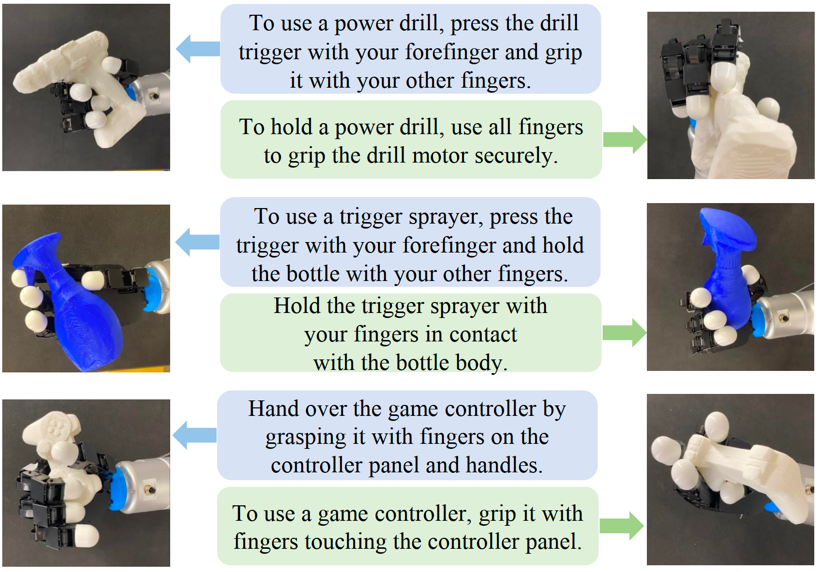 To use a power drill, press the drill
trigger with your forefinger and grip
it with your other fingers.
To hold a power drill, use all fingers
to grip the drill motor securely.
To use a trigger sprayer, press the
trigger with your forefinger and hold
the bottle with your other fingers.
Hold the trigger sprayer with
your fingers in contact
with the bottle body.
Hand over the game controller by
grasping it with fingers on the
controller panel and handles.
To use a game controller, grip it with
fingers touching the controller panel.